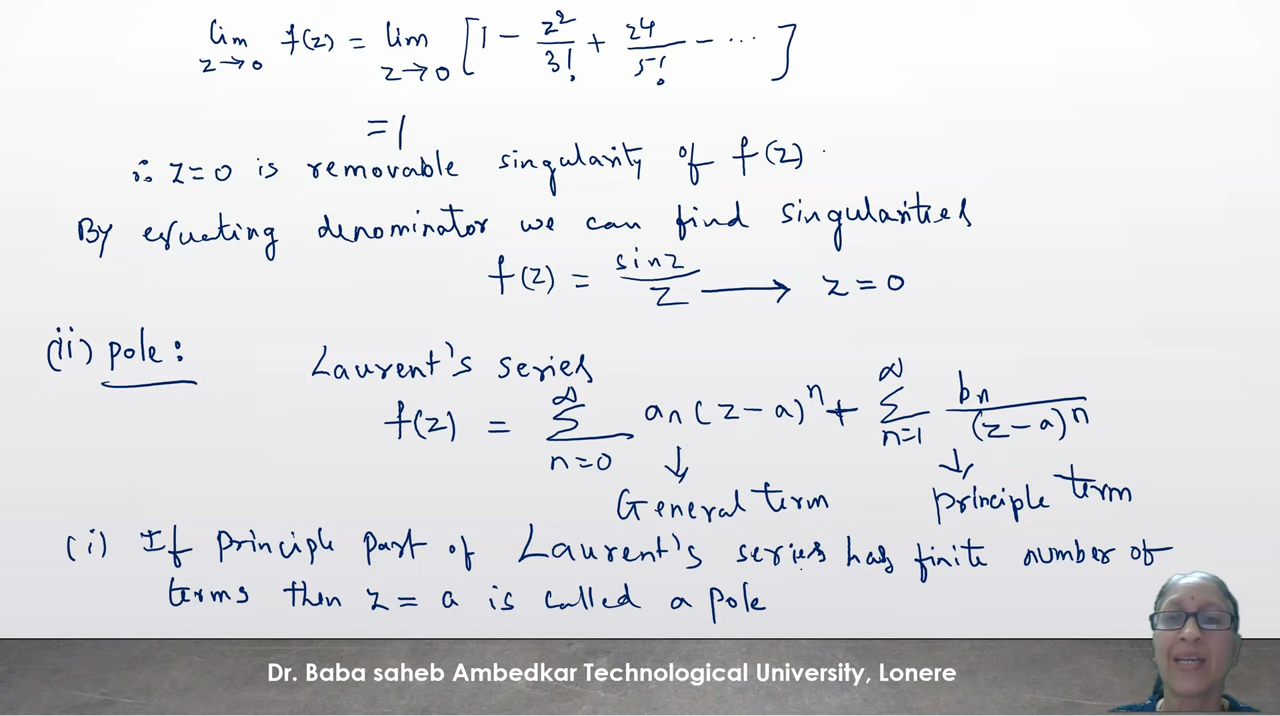 lim z→0 f(z) = lim z→0 [1 - z²/3! + z4/5! - ... ]
= 1
∴ z = 0 is removable singularity of f(z).
By equating denominator we can find singularities
f(z) = sinz/z → z = 0
(ii) pole: Laurent's series
f(z) = ∞ Σ n=0 an (z-a)^n + ∞ Σ n=1 bn/(z-a)^n
↓ ↓
General term principle term
(i) If principle part of Laurent's series has finite number of
terms then z = a is called a pole
Dr. Baba saheb Ambedkar Technological University, Lonere